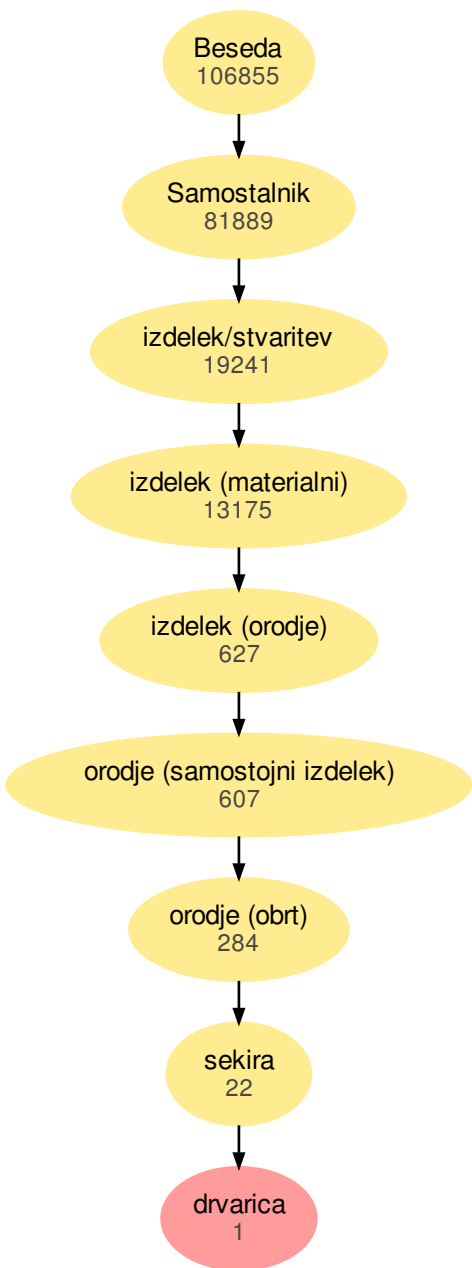 Beseda
106855
Samostalnik
81889
izdelek/stvaritev
19241
izdelek (materialni)
13175
izdelek (orodje)
627
orodje (samostojni izdelek)
607
orodje (obrt)
284
sekira
22
drvarica
1